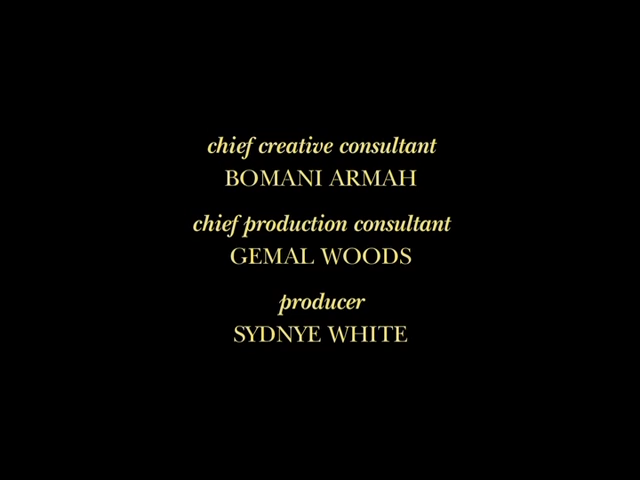 chief creative consultant
BOMANI ARMAH
chief production consultant
GEMAL WOODS
producer
SYDNYE WHITE